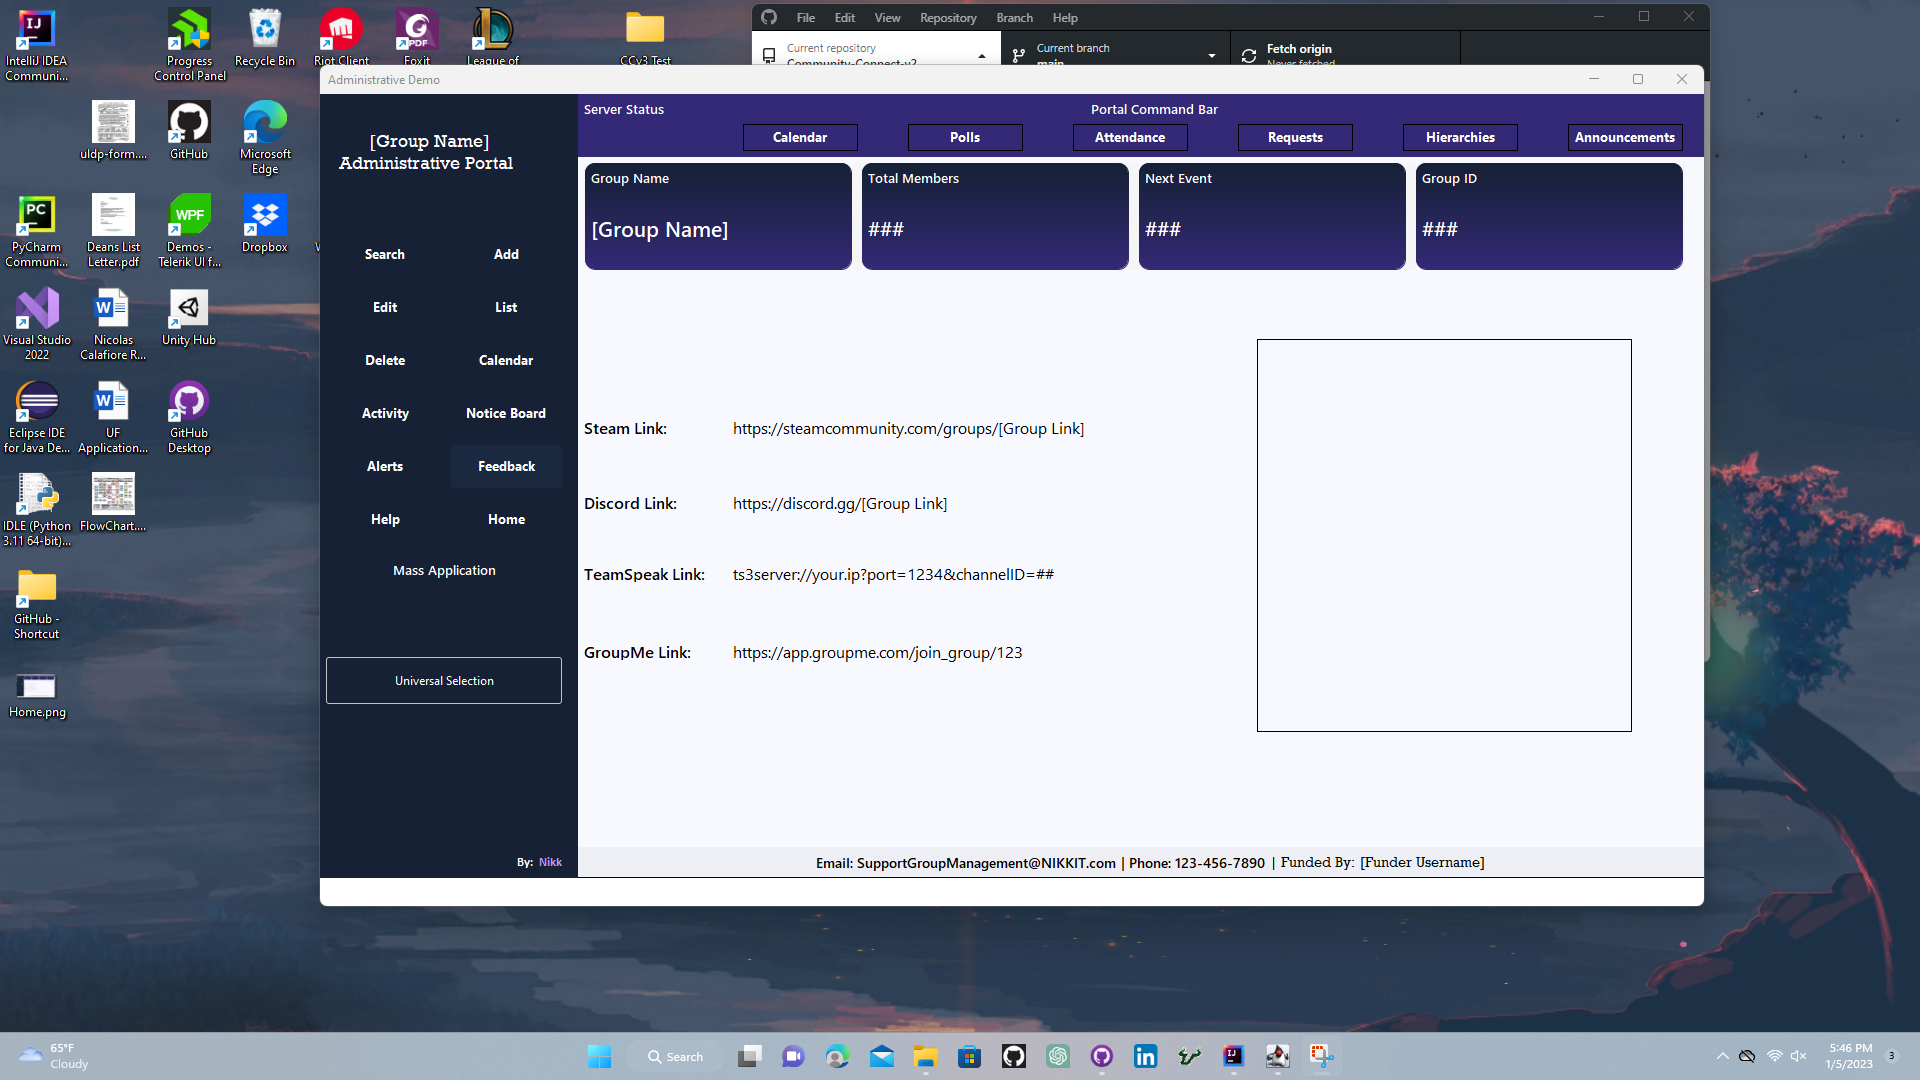 IntelliJ IDEA
Communi...
Progress
Control Panel
Recycle Bin
Riot Client
Foxit
League of
CCv3 Test
uldp-form....
GitHub
Microsoft
Edge
PyCharm
Communi...
Deans List
Letter.pdf
Demos -
Telerik UI f...
Dropbox
Visual Studio
2022
Nicolas
Calafiore R...
Unity Hub
Eclipse IDE
for Java De...
UF
Application...
GitHub
Desktop
IDLE (Python
3.11 64-bit)...
FlowChart....
GitHub -
Shortcut
Home.png
File Edit View Repository Branch Help
Current repository
Community-Connect-v2
Current branch
main
Fetch origin
Never fetched
Administrative Demo
[Group Name]
Administrative Portal
Search Add
Edit List
Delete Calendar
Activity Notice Board
Alerts Feedback
Help Home
Mass Application
Universal Selection
By: Nikk
Server Status
Portal Command Bar
Calendar Polls Attendance Requests Hierarchies Announcements
Group Name
[Group Name]
Total Members
###
Next Event
###
Group ID
###
Steam Link: https://steamcommunity.com/groups/[Group Link]
Discord Link: https://discord.gg/[Group Link]
TeamSpeak Link: ts3server://your.ip?port=1234&channelID=##
GroupMe Link: https://app.groupme.com/join_group/123
Email: SupportGroupManagement@NIKKIT.com | Phone: 123-456-7890 | Funded By: [Funder Username]
65°F
Cloudy
Search
5:46 PM
1/5/2023
3